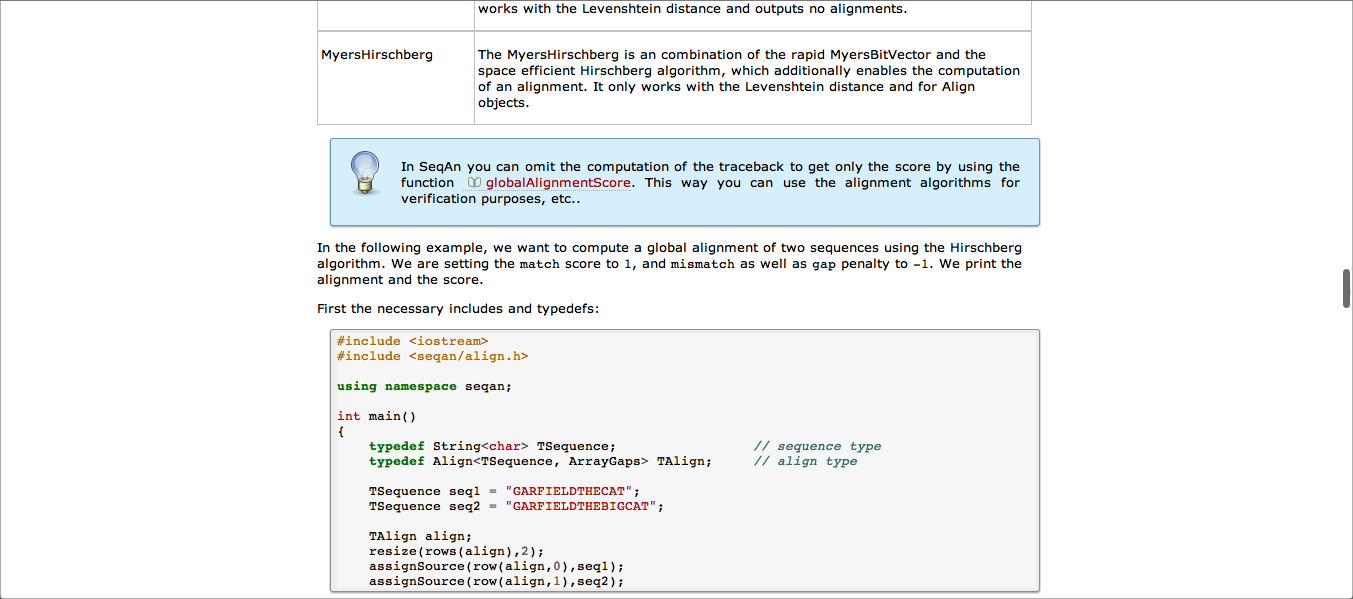 works with the Levenshtein distance and outputs no alignments.
MyersHirschberg
The MyersHirschberg is an combination of the rapid MyersBitVector and the
space efficient Hirschberg algorithm, which additionally enables the computation
of an alignment. It only works with the Levenshtein distance and for Align
objects.
In SeqAn you can omit the computation of the traceback to get only the score by using the
function globalAlignmentScore. This way you can use the alignment algorithms for
verification purposes, etc..
In the following example, we want to compute a global alignment of two sequences using the Hirschberg
algorithm. We are setting the match score to 1, and mismatch as well as gap penalty to -1. We print the
alignment and the score.
First the necessary includes and typedefs:
#include <iostream>
#include <seqan/align.h>
using namespace seqan;
int main()
{
    typedef String<char> TSequence;                 // sequence type
    typedef Align<TSequence, ArrayGaps> TAlign;     // align type
    TSequence seq1 = "GARFIELDTHECAT";
    TSequence seq2 = "GARFIELDTHEBIGCAT";
    TAlign align;
    resize(rows(align),2);
    assignSource(row(align,0),seq1);
    assignSource(row(align,1),seq2);